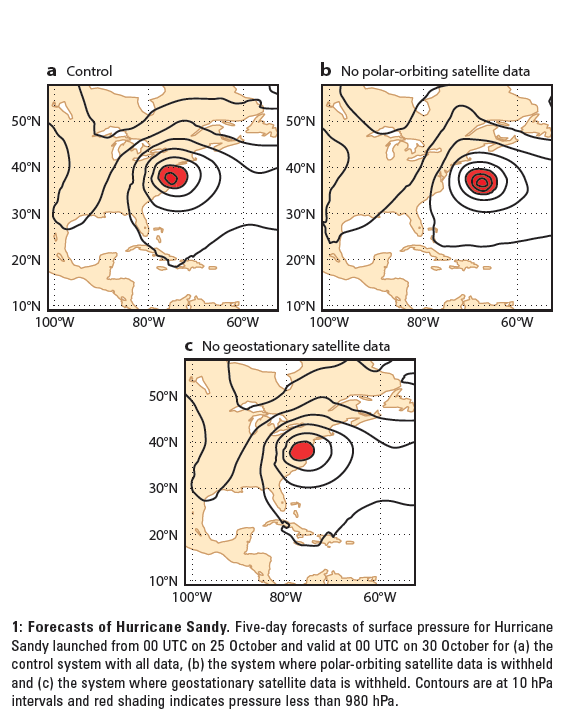 a Control
b No polar-orbiting satellite data
50°N
40°N
30°N
20°N
10°N
100°W 80°W 60°W
50°N
40°N
30°N
20°N
10°N
100°W 80°W 60°W
c No geostationary satellite data
50°N
40°N
30°N
20°N
10°N
100°W 80°W 60°W
1: Forecasts of Hurricane Sandy. Five-day forecasts of surface pressure for Hurricane
Sandy launched from 00 UTC on 25 October and valid at 00 UTC on 30 October for (a) the
control system with all data, (b) the system where polar-orbiting satellite data is withheld
and (c) the system where geostationary satellite data is withheld. Contours are at 10 hPa
intervals and red shading indicates pressure less than 980 hPa.